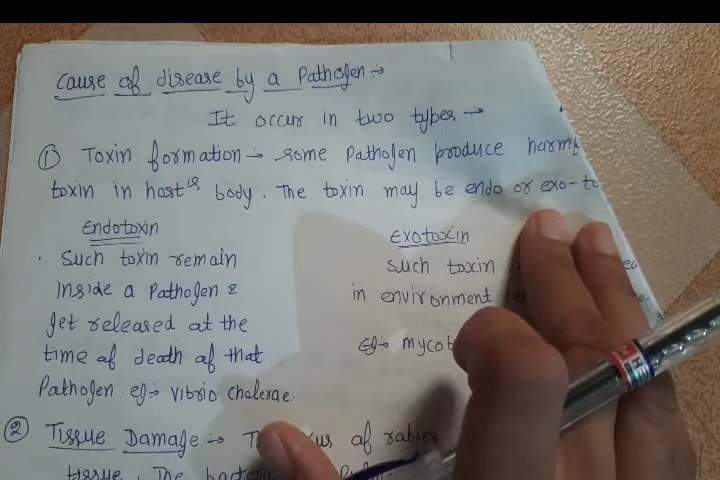 Cause of disease by a Pathogen :→
It occur in two types →
① Toxin formation → some Pathogen produce harmf
toxin in host's body. The toxin may be endo or exo-to
Endotoxin
. Such toxin remain
Inside a Pathogen &
get released at the
time of death of that
Pathogen. eg:→ vibrio cholerae.
Exotoxin
such toxin
in environment
eg:→ mycob
② Tissue Damage :→ of rabies
tissue. The